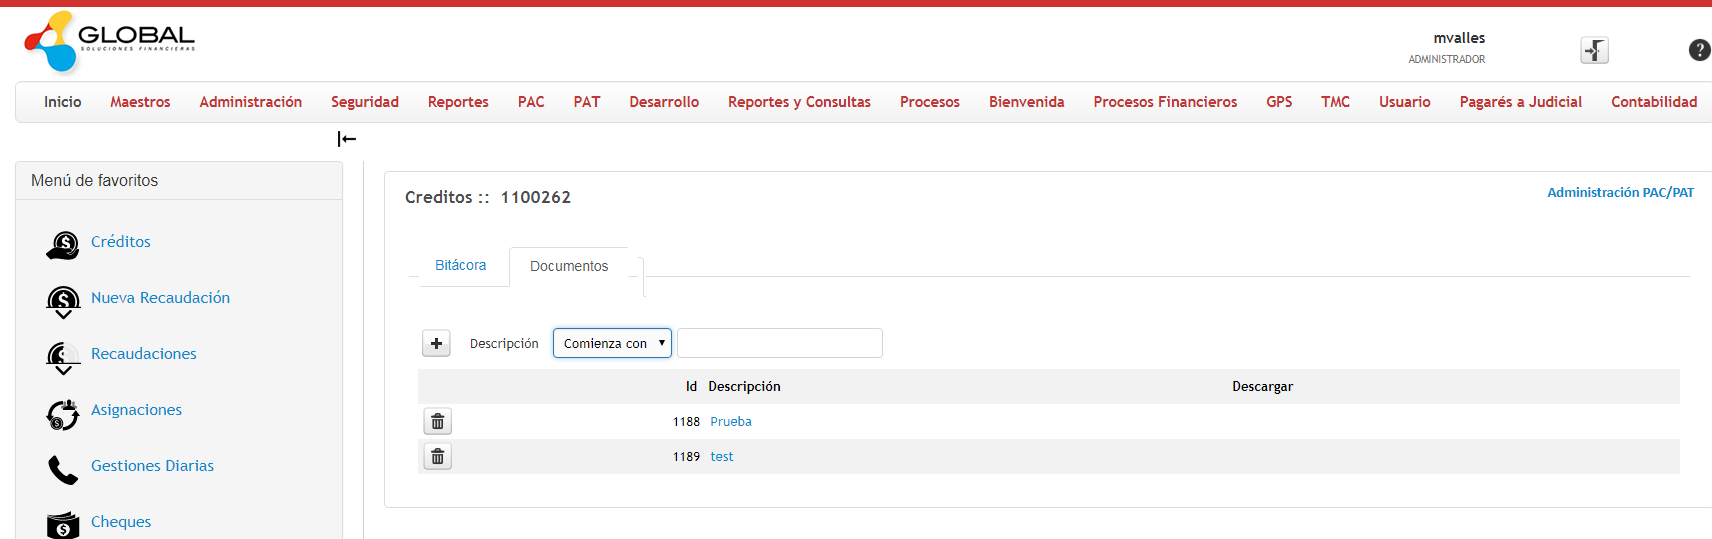 GLOBAL
SOLUCIONES FINANCIERAS
mvalles
ADMINISTRADOR
?
Inicio Maestros Administración Seguridad Reportes PAC PAT Desarrollo Reportes y Consultas Procesos Bienvenida Procesos Financieros GPS TMC Usuario Pagarés a Judicial Contabilidad
Menú de favoritos
Créditos
Nueva Recaudación
Recaudaciones
Asignaciones
Gestiones Diarias
Cheques
Creditos :: 1100262
Administración PAC/PAT
Bitácora Documentos
Descripción Comienza con
Id Descripción Descargar
1188 Prueba
1189 test